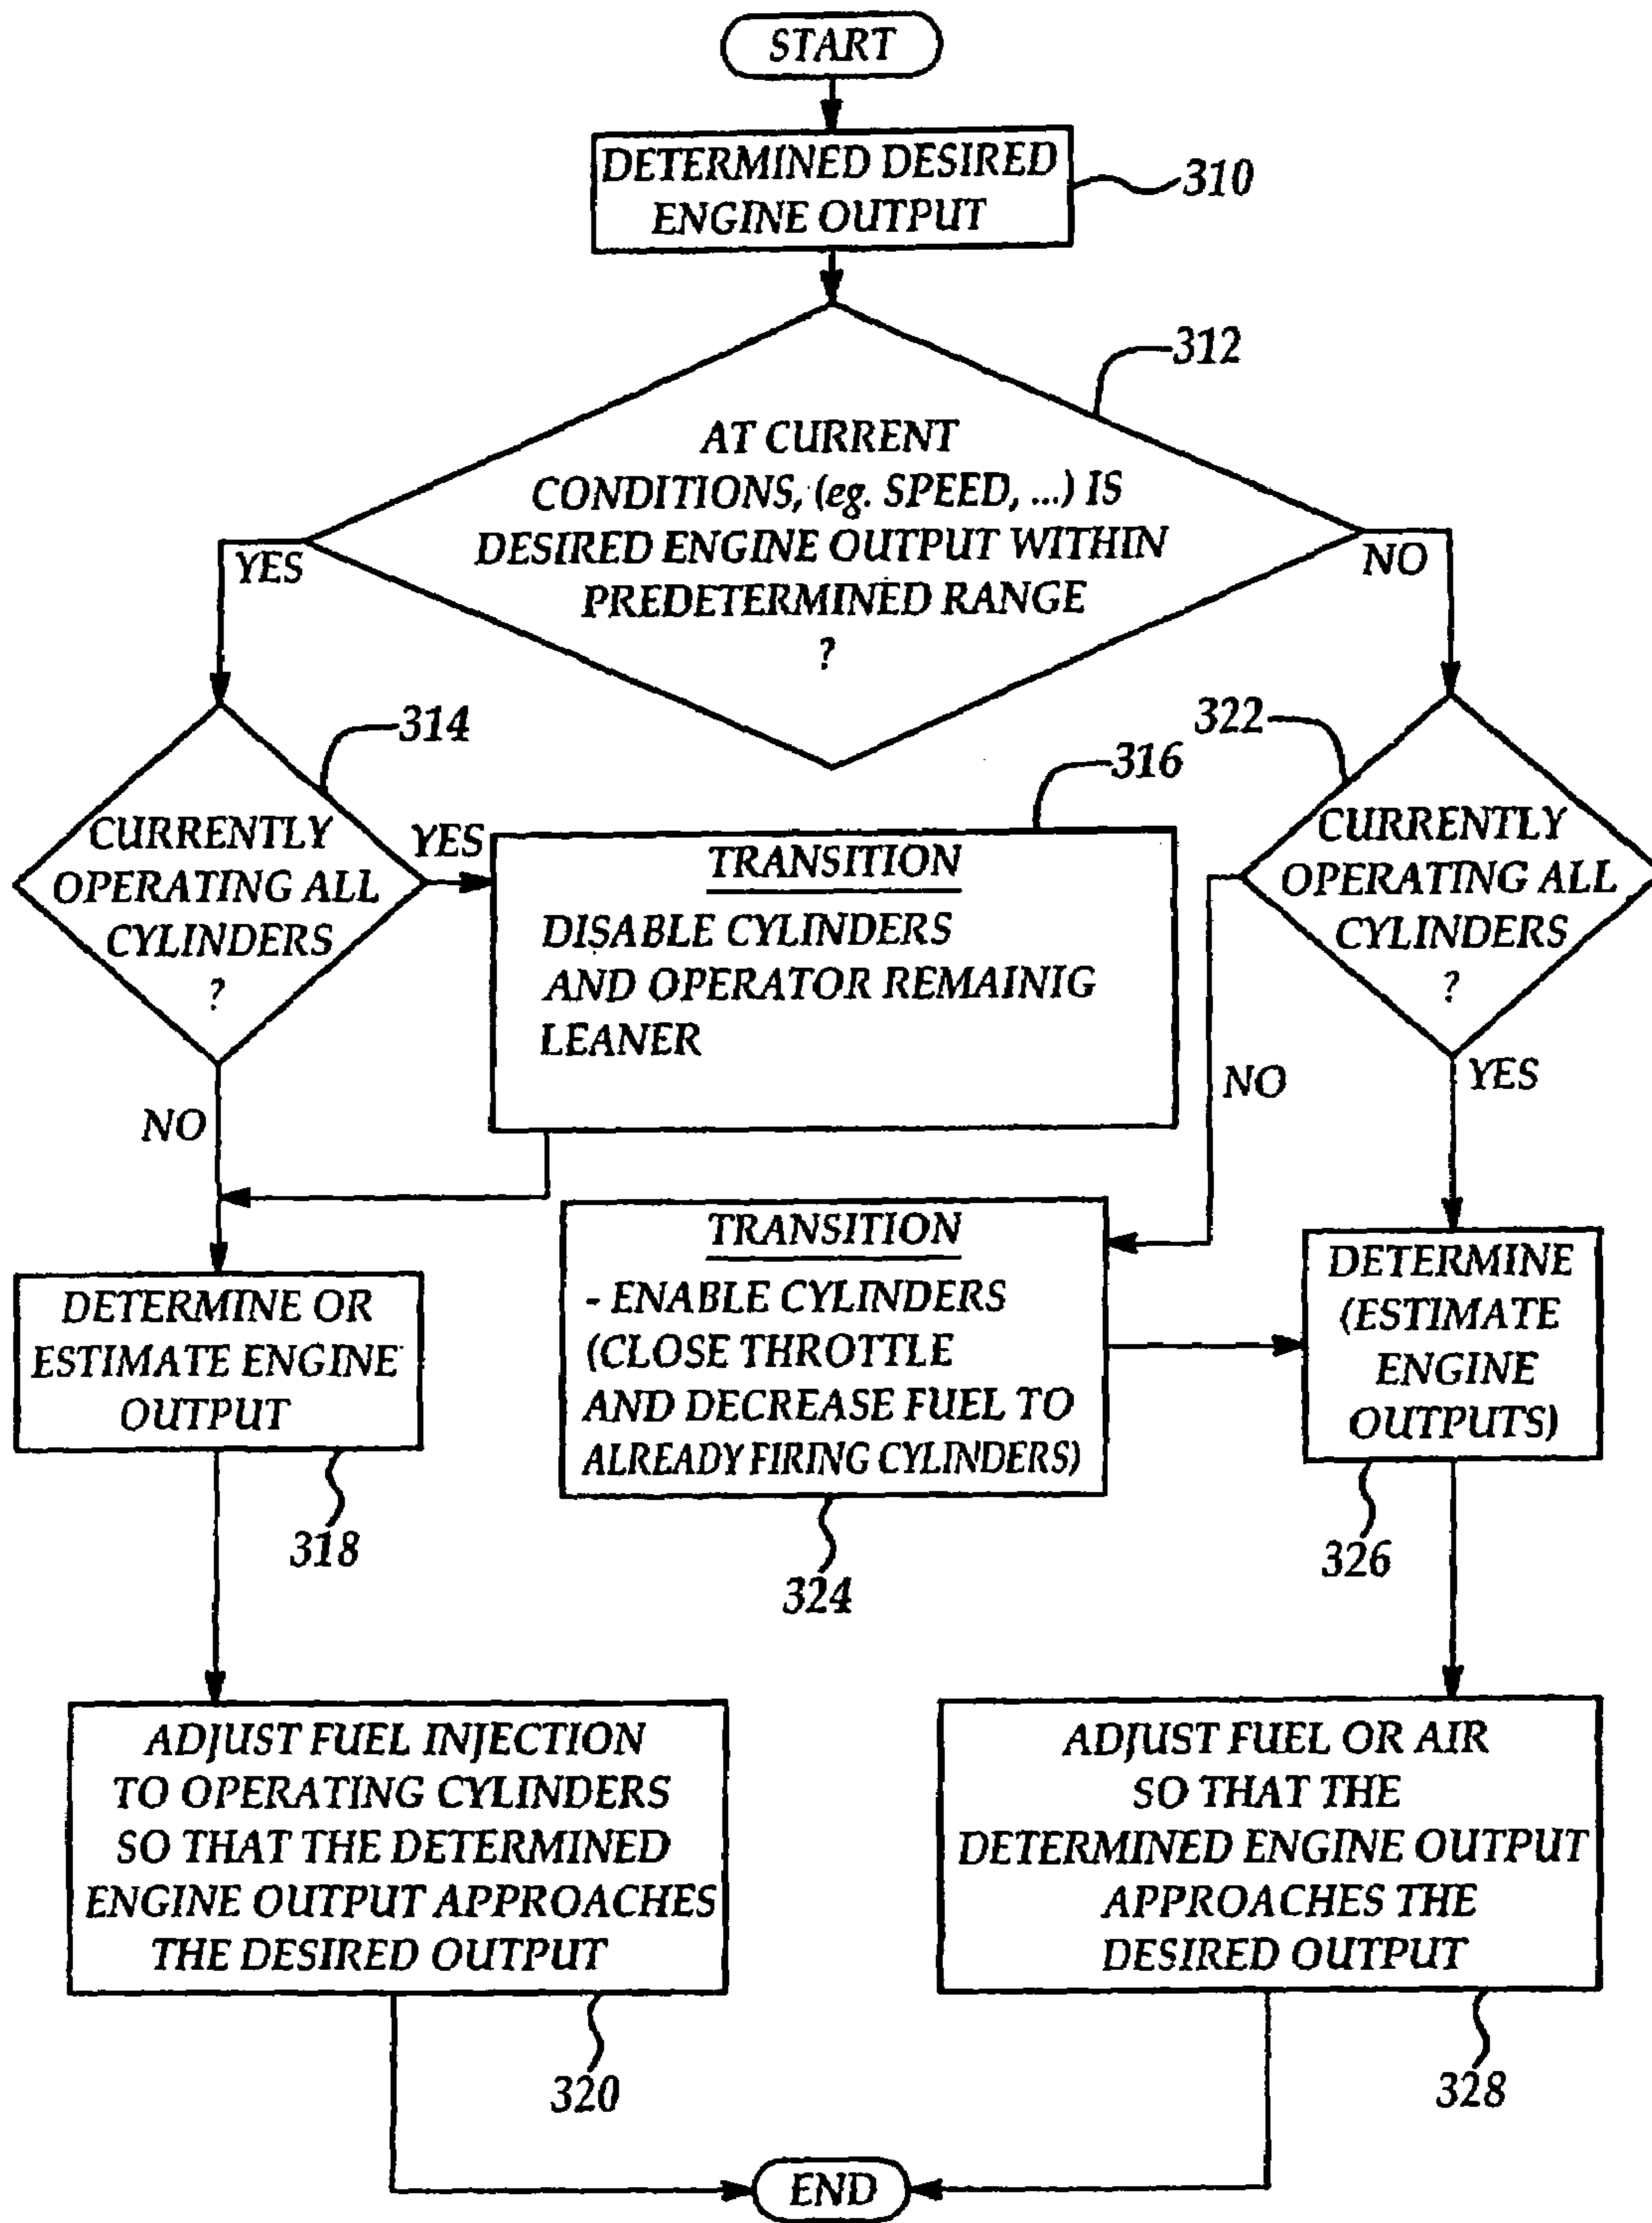 START
DETERMINED DESIRED
ENGINE OUTPUT
310
312
AT CURRENT
CONDITIONS, (eg. SPEED, ...) IS
DESIRED ENGINE OUTPUT WITHIN
PREDETERMINED RANGE
?
YES
NO
314
CURRENTLY
OPERATING ALL
CYLINDERS
?
YES
NO
316
TRANSITION
DISABLE CYLINDERS
AND OPERATOR REMAINIG
LEANER
322
CURRENTLY
OPERATING ALL
CYLINDERS
?
NO
YES
DETERMINE OR
ESTIMATE ENGINE
OUTPUT
318
TRANSITION
- ENABLE CYLINDERS
(CLOSE THROTTLE
AND DECREASE FUEL TO
ALREADY FIRING CYLINDERS)
324
DETERMINE
(ESTIMATE
ENGINE
OUTPUTS)
326
ADJUST FUEL INJECTION
TO OPERATING CYLINDERS
SO THAT THE DETERMINED
ENGINE OUTPUT APPROACHES
THE DESIRED OUTPUT
320
ADJUST FUEL OR AIR
SO THAT THE
DETERMINED ENGINE OUTPUT
APPROACHES THE
DESIRED OUTPUT
328
END